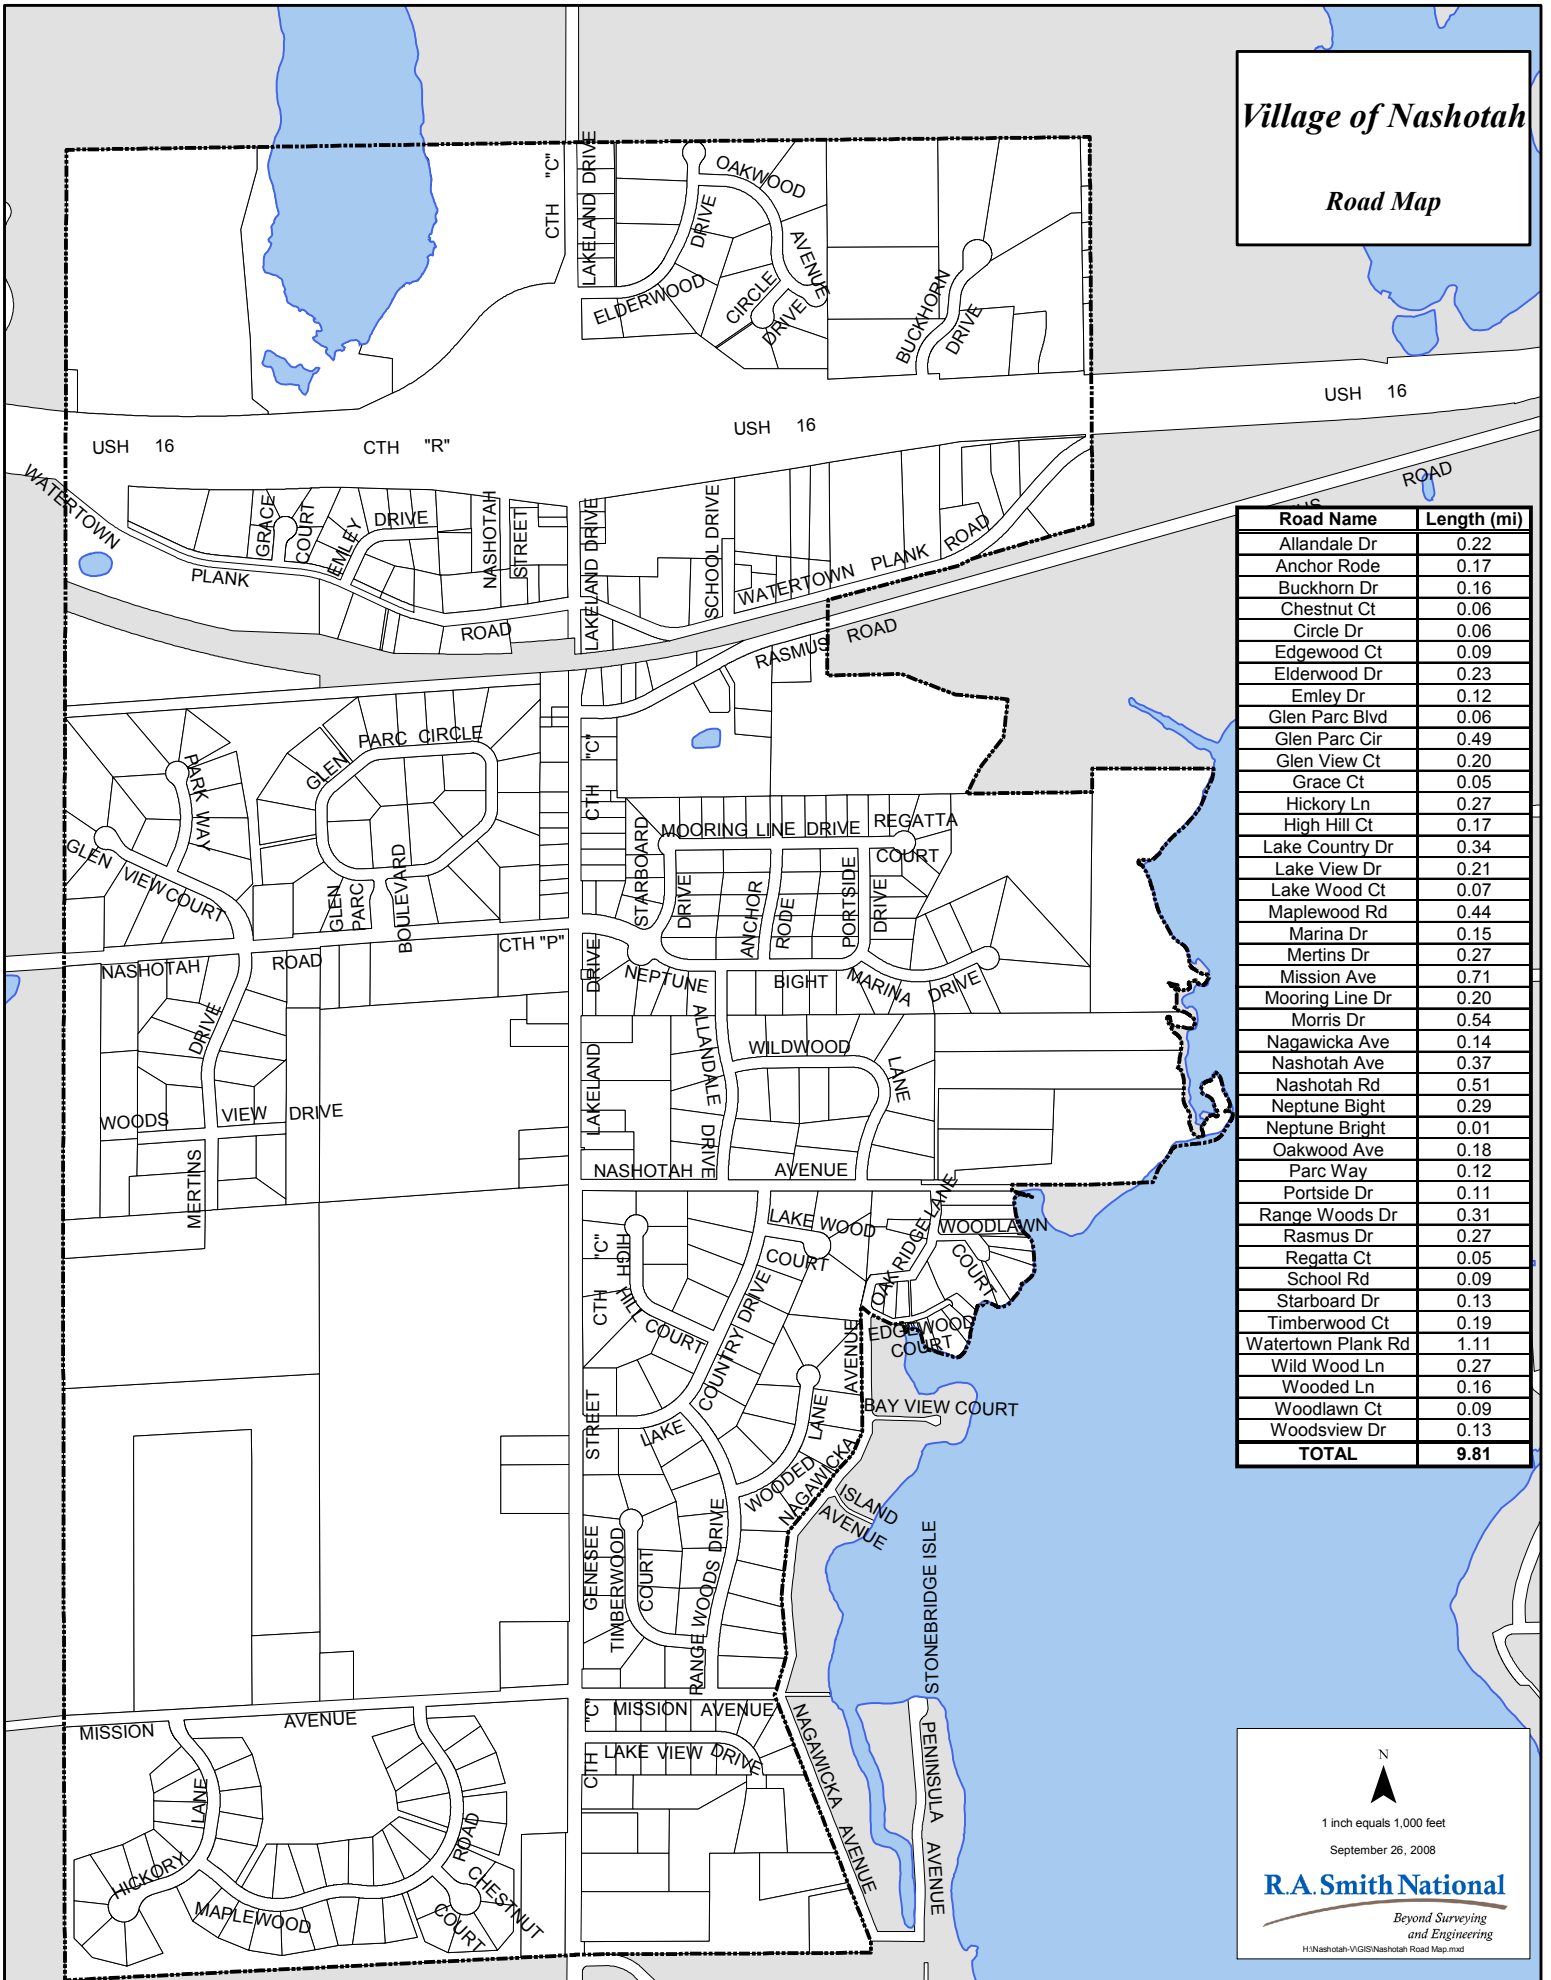 Village of Nashotah
Road Map
CTH "C"
LAKELAND DRIVE
OAKWOOD
AVENUE
ELDERWOOD
DRIVE
CIRCLE
DRIVE
BUCKHORN
DRIVE
USH 16
CTH "R"
USH 16
USH 16
WATERTOWN
PLANK
ROAD
GRACE
COURT
EMLEY
DRIVE
NASHOTAH
STREET
LAKELAND DRIVE
LAKELAND DRIVE
SCHOOL DRIVE
WATERTOWN PLANK ROAD
RASMUS ROAD
US
ROAD
PARK WAY
GLEN
PARC CIRCLE
GLEN VIEW COURT
GLEN
PARC
BOULEVARD
CTH "C"
STARBOARD
DRIVE
MOORING LINE DRIVE
REGATTA
COURT
ANCHOR
RODE
PORTSIDE
DRIVE
NASHOTAH
ROAD
CTH "P"
DRIVE
NEPTUNE
BIGHT
MARINA DRIVE
DRIVE
ALLANDALE DRIVE
WILDWOOD
LANE
LAKELAND
WOODS
VIEW DRIVE
MERTINS
NASHOTAH
AVENUE
LAKE WOOD
COURT
OAK RIDGE LANE
WOODLAWN
COURT
CTH "C"
HIGH
HILL
COURT
COUNTRY DRIVE
LAKE
EDGEWOOD
COURT
AVENUE
BAY VIEW COURT
STREET
LANE
WOODED
NAGAWICKA
ISLAND
AVENUE
GENESEE
TIMBERWOOD
COURT
RANGE WOODS DRIVE
STONEBRIDGE ISLE
MISSION
AVENUE
"C"
MISSION AVENUE
CTH
LAKE VIEW DRIVE
NAGAWICKA
AVENUE
PENINSULA
AVENUE
LANE
HICKORY
MAPLEWOOD
ROAD
CHESTNUT
COURT
Road Name Length (mi)
Allandale Dr 0.22
Anchor Rode 0.17
Buckhorn Dr 0.16
Chestnut Ct 0.06
Circle Dr 0.06
Edgewood Ct 0.09
Elderwood Dr 0.23
Emley Dr 0.12
Glen Parc Blvd 0.06
Glen Parc Cir 0.49
Glen View Ct 0.20
Grace Ct 0.05
Hickory Ln 0.27
High Hill Ct 0.17
Lake Country Dr 0.34
Lake View Dr 0.21
Lake Wood Ct 0.07
Maplewood Rd 0.44
Marina Dr 0.15
Mertins Dr 0.27
Mission Ave 0.71
Mooring Line Dr 0.20
Morris Dr 0.54
Nagawicka Ave 0.14
Nashotah Ave 0.37
Nashotah Rd 0.51
Neptune Bight 0.29
Neptune Bright 0.01
Oakwood Ave 0.18
Parc Way 0.12
Portside Dr 0.11
Range Woods Dr 0.31
Rasmus Dr 0.27
Regatta Ct 0.05
School Rd 0.09
Starboard Dr 0.13
Timberwood Ct 0.19
Watertown Plank Rd 1.11
Wild Wood Ln 0.27
Wooded Ln 0.16
Woodlawn Ct 0.09
Woodsview Dr 0.13
TOTAL 9.81
N
1 inch equals 1,000 feet
September 26, 2008
R.A. Smith National
Beyond Surveying
and Engineering
H:\Nashotah-V\GIS\Nashotah Road Map.mxd